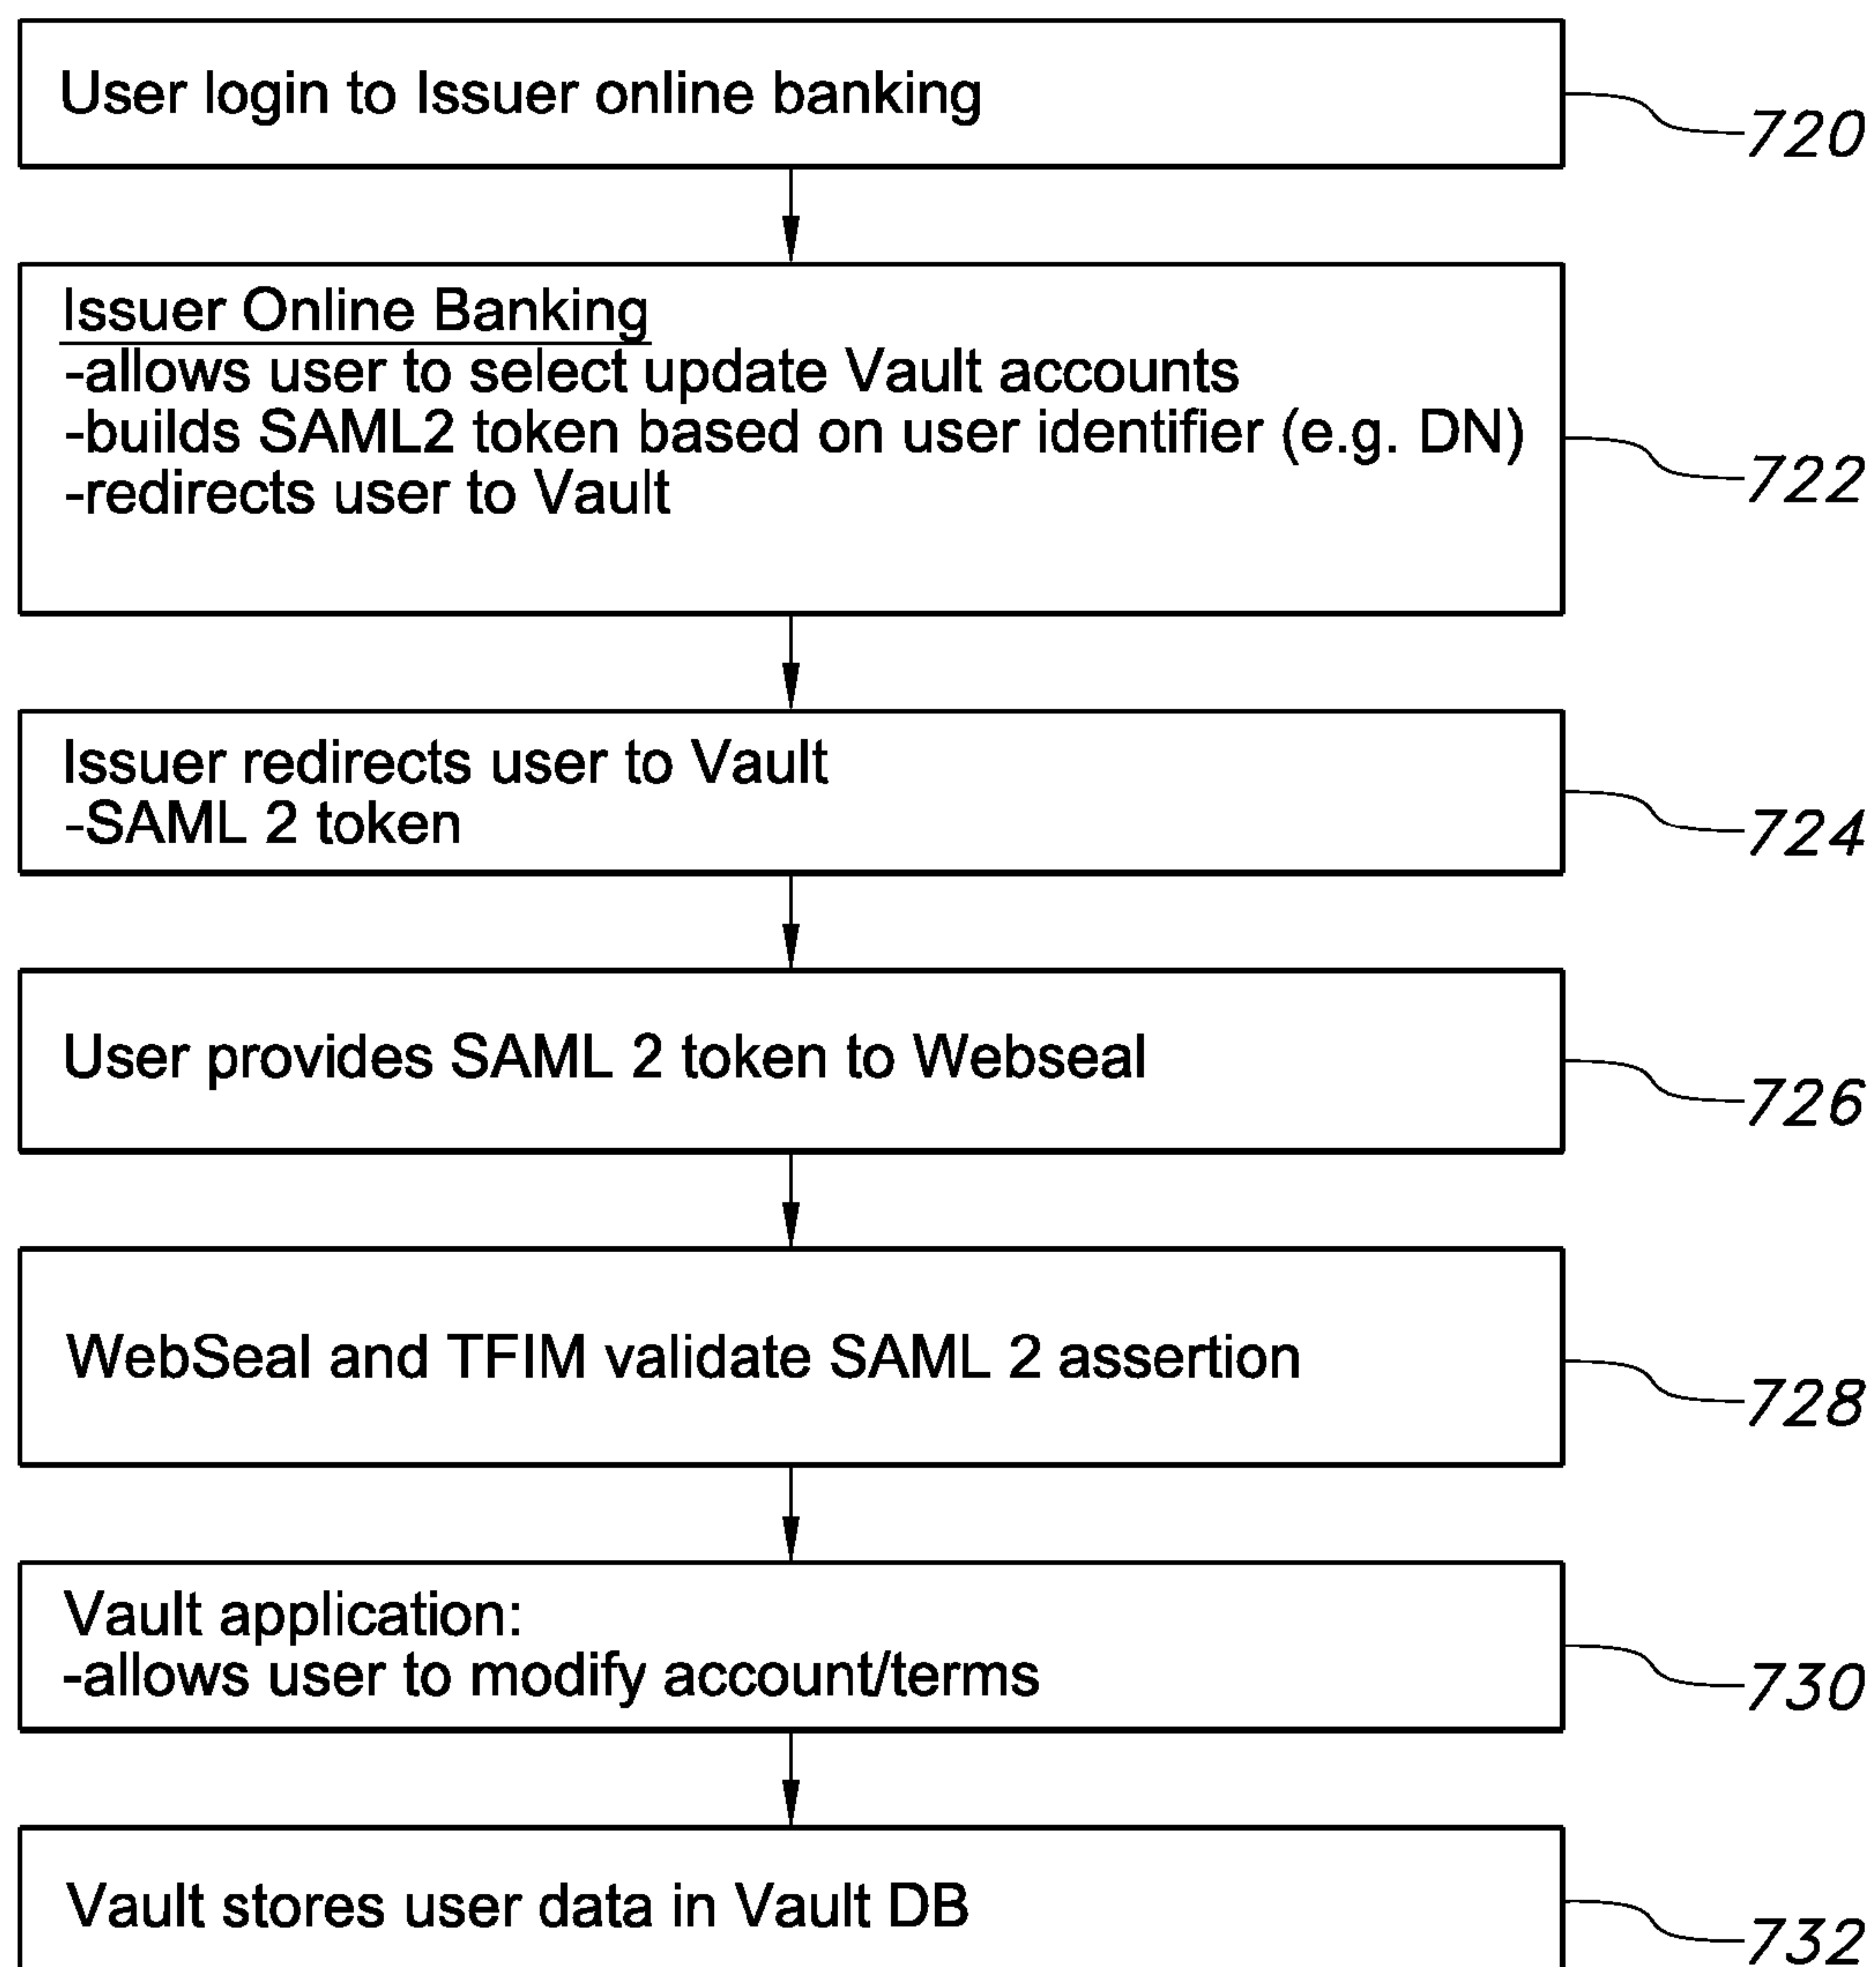 User login to Issuer online banking
720
Issuer Online Banking
-allows user to select update Vault accounts
-builds SAML2 token based on user identifier (e.g. DN)
-redirects user to Vault
722
Issuer redirects user to Vault
-SAML 2 token
724
User provides SAML 2 token to Webseal
726
WebSeal and TFIM validate SAML 2 assertion
728
Vault application:
-allows user to modify account/terms
730
Vault stores user data in Vault DB
732